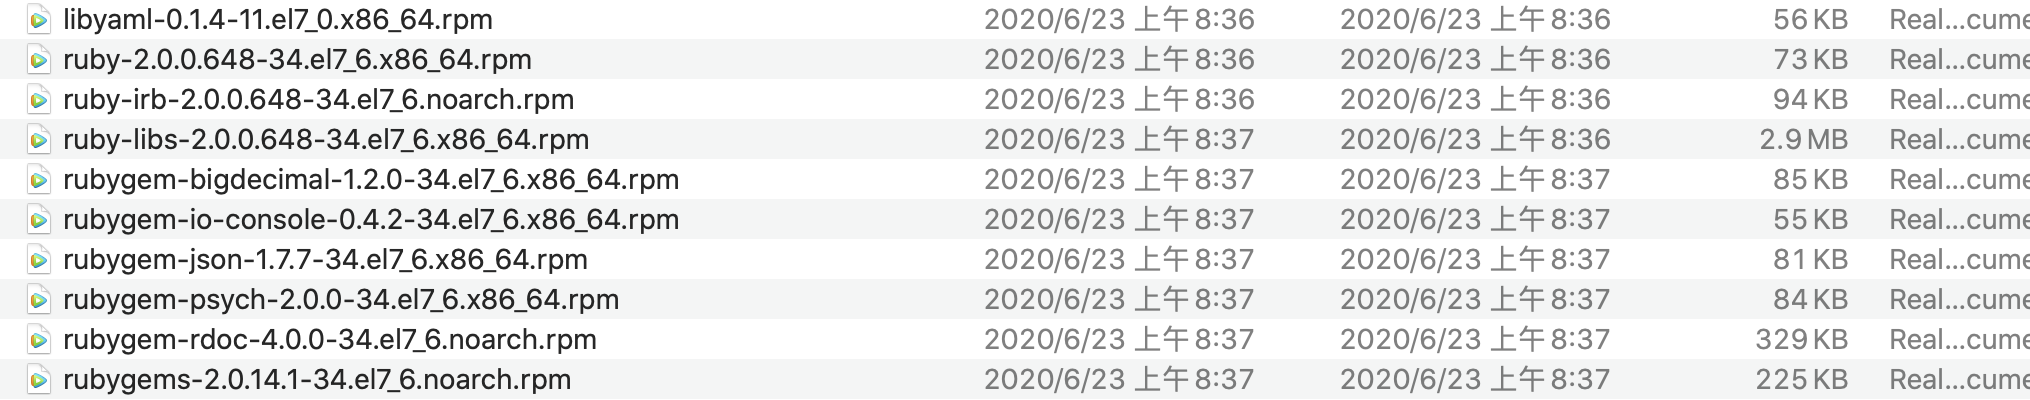 libyaml-0.1.4-11.el7_0.x86_64.rpm 2020/6/23 上午8:36 2020/6/23 上午8:36 56 KB Real...cume
ruby-2.0.0.648-34.el7_6.x86_64.rpm 2020/6/23 上午8:36 2020/6/23 上午8:36 73 KB Real...cume
ruby-irb-2.0.0.648-34.el7_6.noarch.rpm 2020/6/23 上午8:36 2020/6/23 上午8:36 94 KB Real...cume
ruby-libs-2.0.0.648-34.el7_6.x86_64.rpm 2020/6/23 上午8:37 2020/6/23 上午8:36 2.9 MB Real...cume
rubygem-bigdecimal-1.2.0-34.el7_6.x86_64.rpm 2020/6/23 上午8:37 2020/6/23 上午8:37 85 KB Real...cume
rubygem-io-console-0.4.2-34.el7_6.x86_64.rpm 2020/6/23 上午8:37 2020/6/23 上午8:37 55 KB Real...cume
rubygem-json-1.7.7-34.el7_6.x86_64.rpm 2020/6/23 上午8:37 2020/6/23 上午8:37 81 KB Real...cume
rubygem-psych-2.0.0-34.el7_6.x86_64.rpm 2020/6/23 上午8:37 2020/6/23 上午8:37 84 KB Real...cume
rubygem-rdoc-4.0.0-34.el7_6.noarch.rpm 2020/6/23 上午8:37 2020/6/23 上午8:37 329 KB Real...cume
rubygems-2.0.14.1-34.el7_6.noarch.rpm 2020/6/23 上午8:37 2020/6/23 上午8:37 225 KB Real...cume